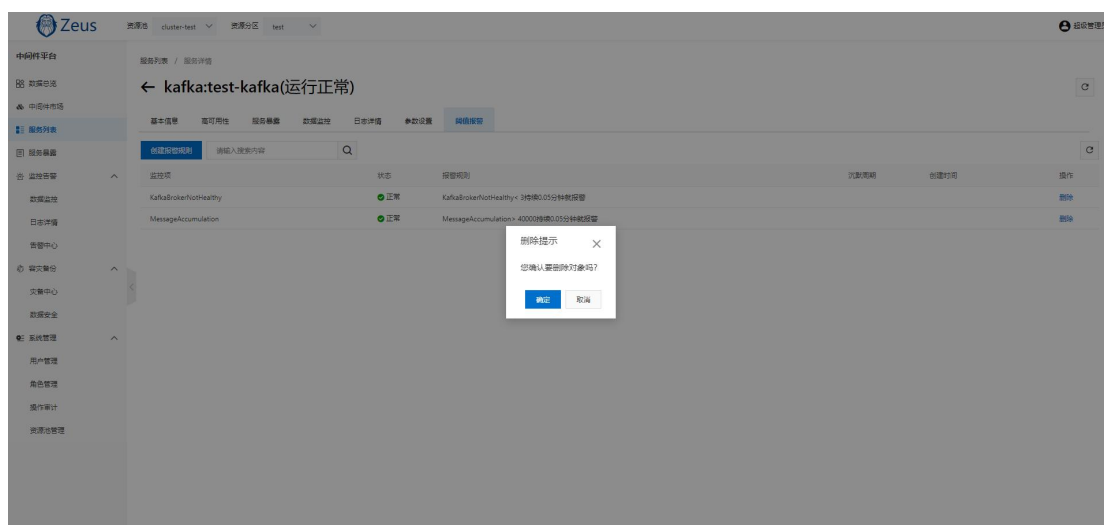 Zeus
资源池 cluster-test 资源分区 test
超级管理员
中间件平台
数据总览
中间件市场
服务列表
服务暴露
监控告警
数据监控
日志详情
告警中心
容灾备份
灾备中心
数据安全
系统管理
用户管理
角色管理
操作审计
资源池管理
服务列表 / 服务详情
kafka:test-kafka(运行正常)
基本信息 高可用性 服务暴露 数据监控 日志详情 参数设置 阈值报警
创建报警规则 请输入搜索内容
监控项 状态 报警规则 沉默周期 创建时间 操作
KafkaBrokerNotHealthy 正常 KafkaBrokerNotHealthy< 3持续0.05分钟就报警 删除
MessageAccumulation 正常 MessageAccumulation> 40000持续0.05分钟就报警 删除
删除提示
您确认要删除对象吗?
确定 取消